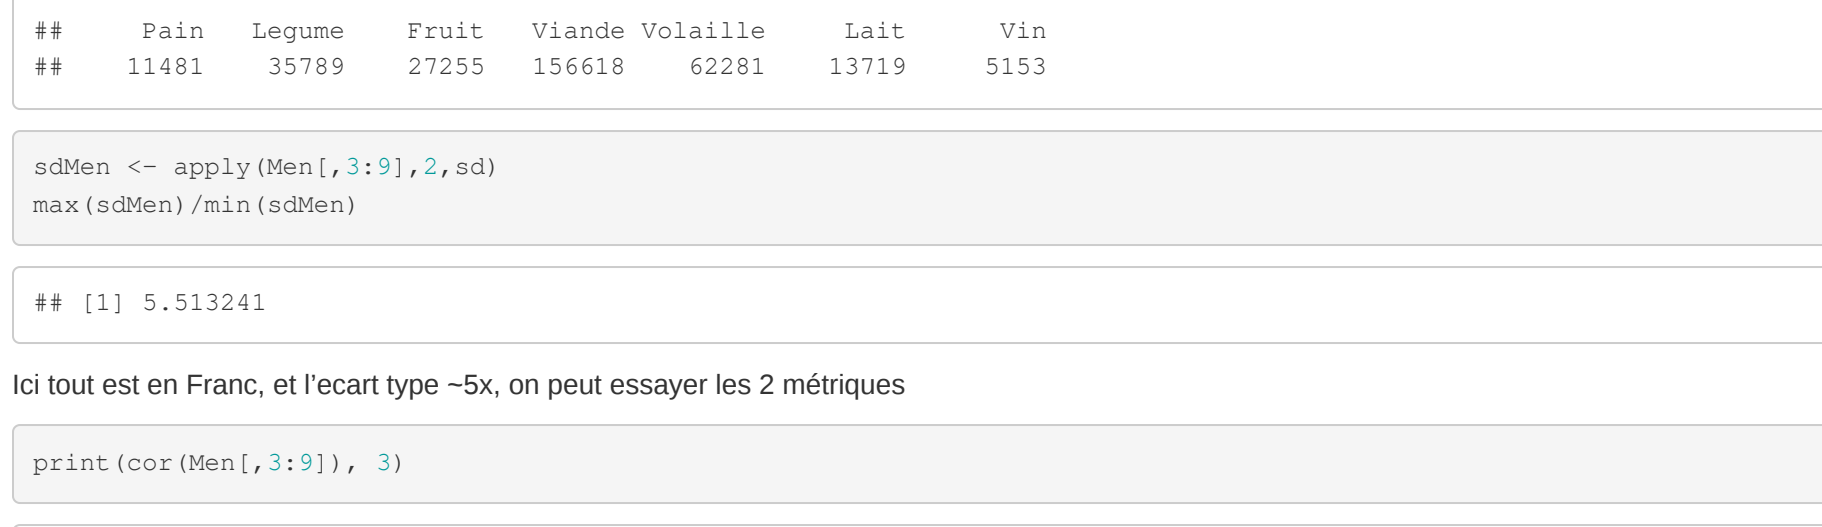 ##      Pain   Legume    Fruit   Viande Volaille     Lait      Vin
##     11481    35789    27255   156618    62281    13719     5153
sdMen <- apply(Men[,3:9],2,sd)
max(sdMen)/min(sdMen)
## [1] 5.513241
Ici tout est en Franc, et l’ecart type ~5x, on peut essayer les 2 métriques
print(cor(Men[,3:9]), 3)